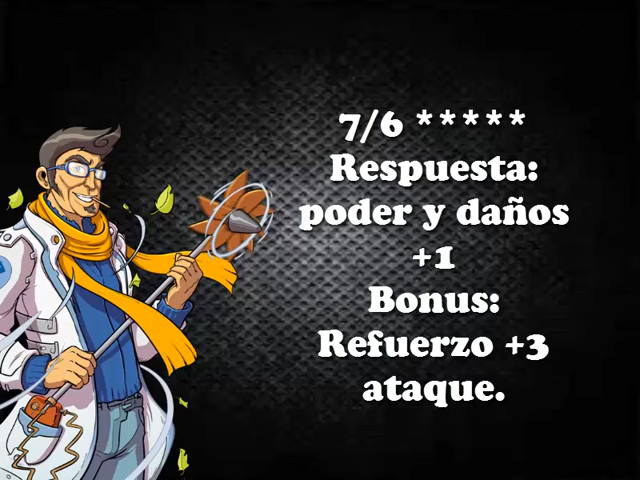 7/6 *****
Respuesta:
poder y daños
+1
Bonus:
Refuerzo +3
ataque.